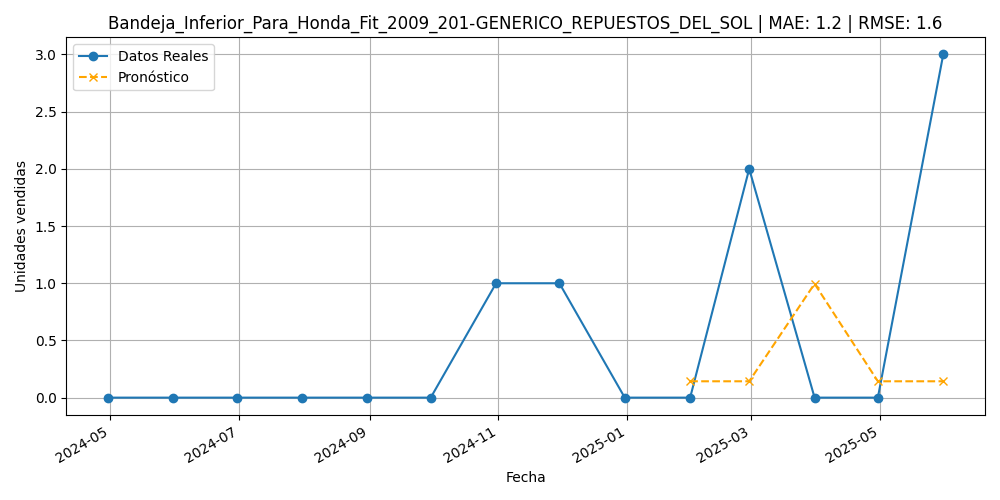 Bandeja_Inferior_Para_Honda_Fit_2009_201-GENERICO_REPUESTOS_DEL_SOL | MAE: 1.2 | RMSE: 1.6
Datos Reales
Pronóstico
Unidades vendidas
3.0
2.5
2.0
1.5
1.0
0.5
0.0
2024-05
2024-07
2024-09
2024-11
2025-01
2025-03
2025-05
Fecha